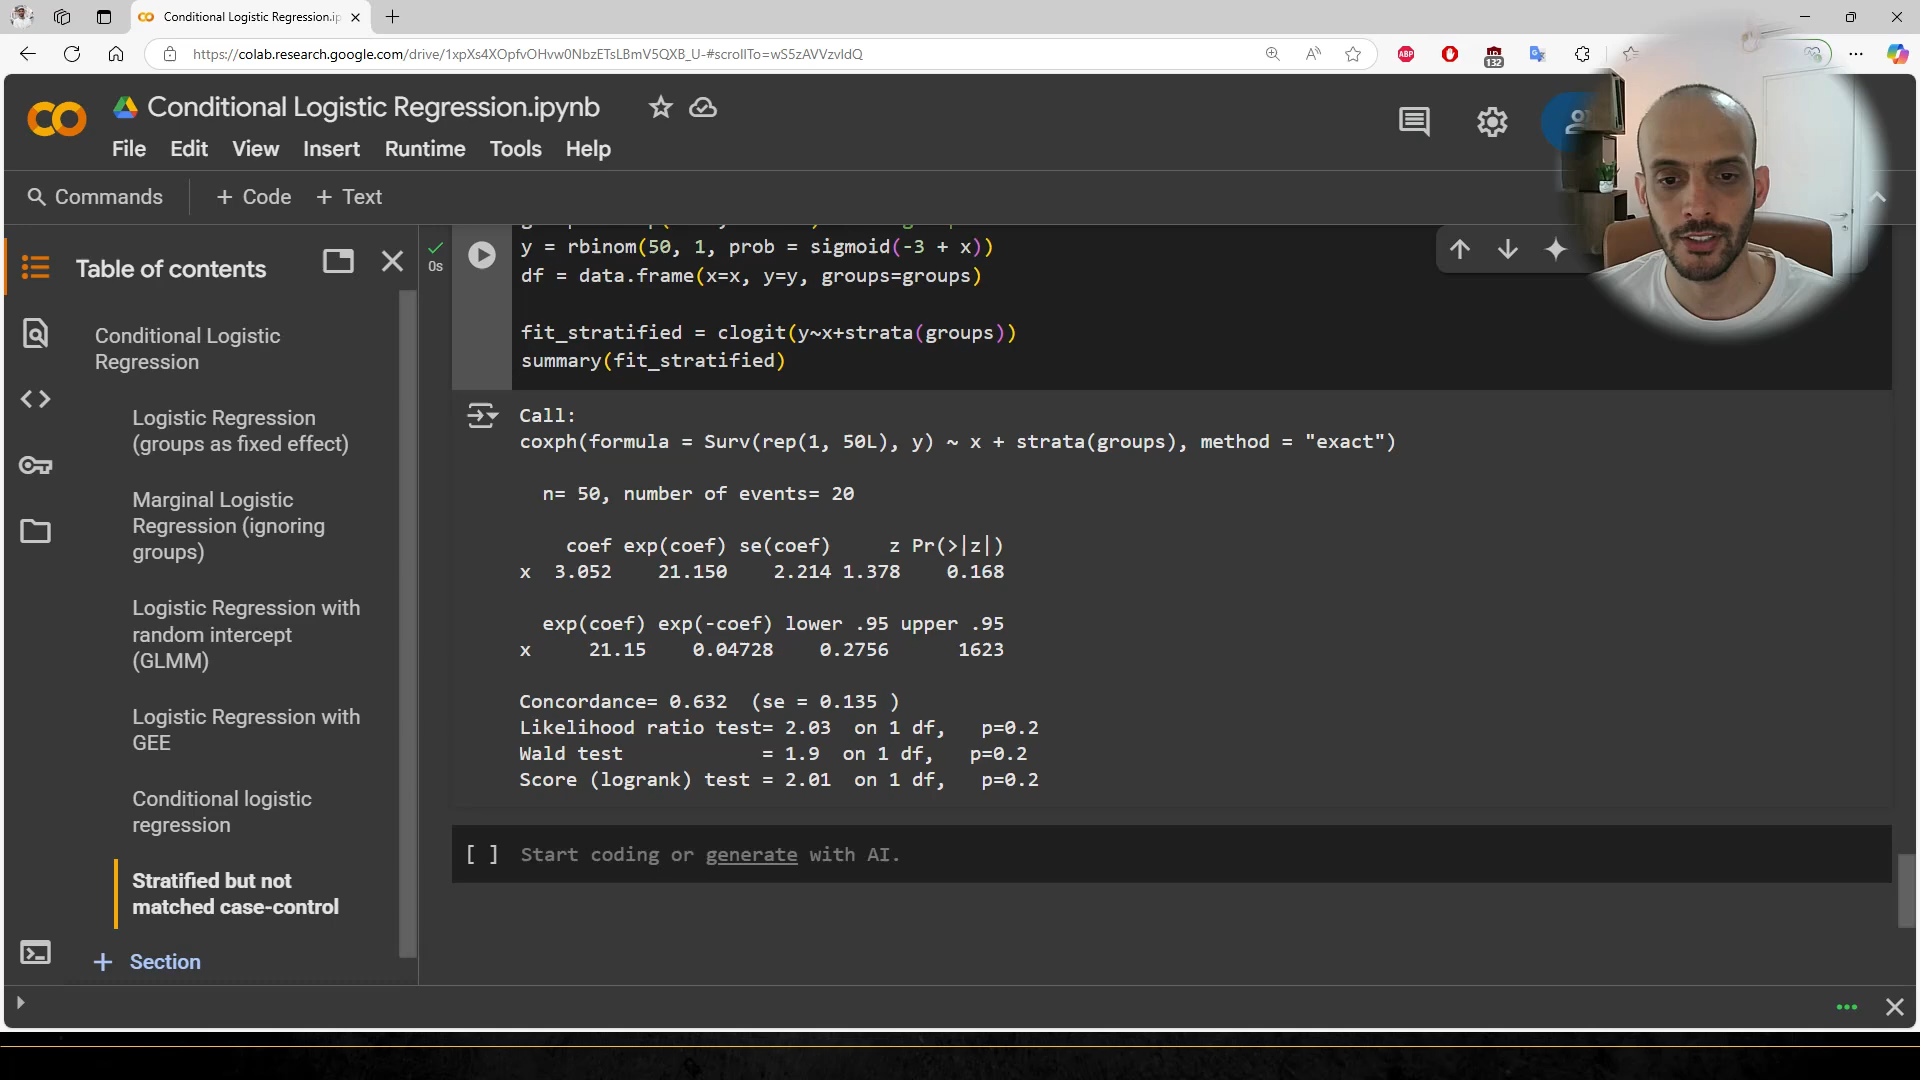 Conditional Logistic Regression.ip
https://colab.research.google.com/drive/1xpXs4XOpfvOHvw0NbzETsLBmV5QXB_U-#scrollTo=wS5zAVVzvIdQ
ABP
132
Conditional Logistic Regression.ipynb
File Edit View Insert Runtime Tools Help
Commands + Code + Text
Table of contents
Conditional Logistic
Regression
Logistic Regression
(groups as fixed effect)
Marginal Logistic
Regression (ignoring
groups)
Logistic Regression with
random intercept
(GLMM)
Logistic Regression with
GEE
Conditional logistic
regression
Stratified but not
matched case-control
+ Section
0s
y = rbinom(50, 1, prob = sigmoid(-3 + x))
df = data.frame(x=x, y=y, groups=groups)
fit_stratified = clogit(y~x+strata(groups))
summary(fit_stratified)
Call:
coxph(formula = Surv(rep(1, 50L), y) ~ x + strata(groups), method = "exact")
n= 50, number of events= 20
coef exp(coef) se(coef) z Pr(>|z|)
x 3.052 21.150 2.214 1.378 0.168
exp(coef) exp(-coef) lower .95 upper .95
x 21.15 0.04728 0.2756 1623
Concordance= 0.632 (se = 0.135 )
Likelihood ratio test= 2.03 on 1 df, p=0.2
Wald test = 1.9 on 1 df, p=0.2
Score (logrank) test = 2.01 on 1 df, p=0.2
[ ] Start coding or generate with AI.